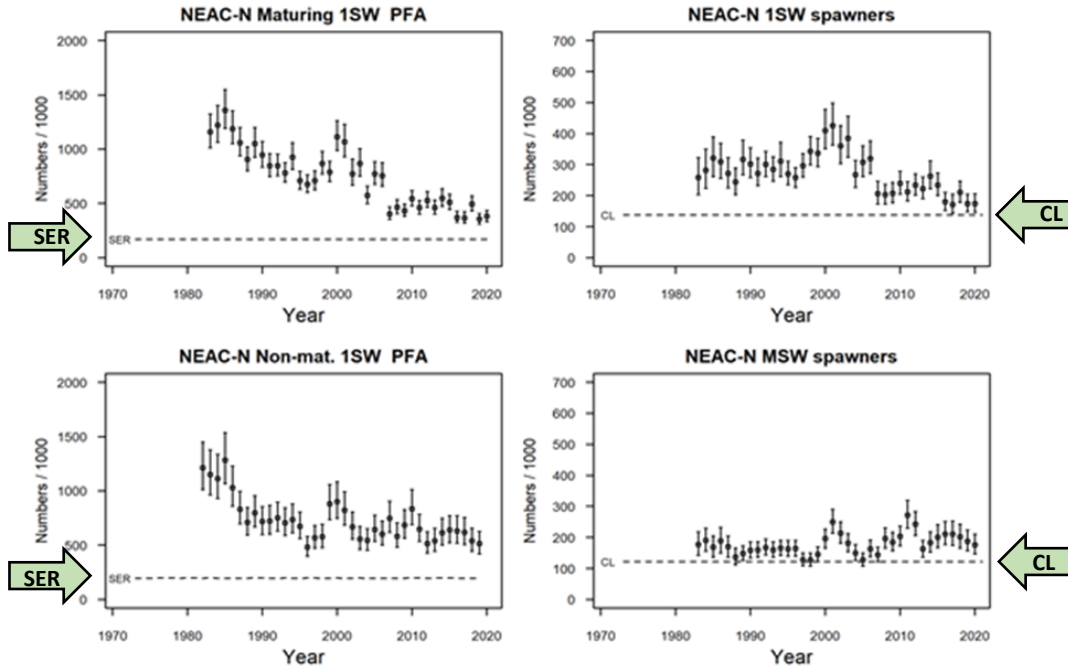 NEAC-N Maturing 1SW PFA
Numbers / 1000
2000
1500
1000
500
0
SER
SER
1970 1980 1990 2000 2010 2020
Year
NEAC-N 1SW spawners
Numbers / 1000
700
600
500
400
300
200
100
0
CL
CL
1970 1980 1990 2000 2010 2020
Year
NEAC-N Non-mat. 1SW PFA
Numbers / 1000
2000
1500
1000
500
0
SER
SER
1970 1980 1990 2000 2010 2020
Year
NEAC-N MSW spawners
Numbers / 1000
700
600
500
400
300
200
100
0
CL
CL
1970 1980 1990 2000 2010 2020
Year